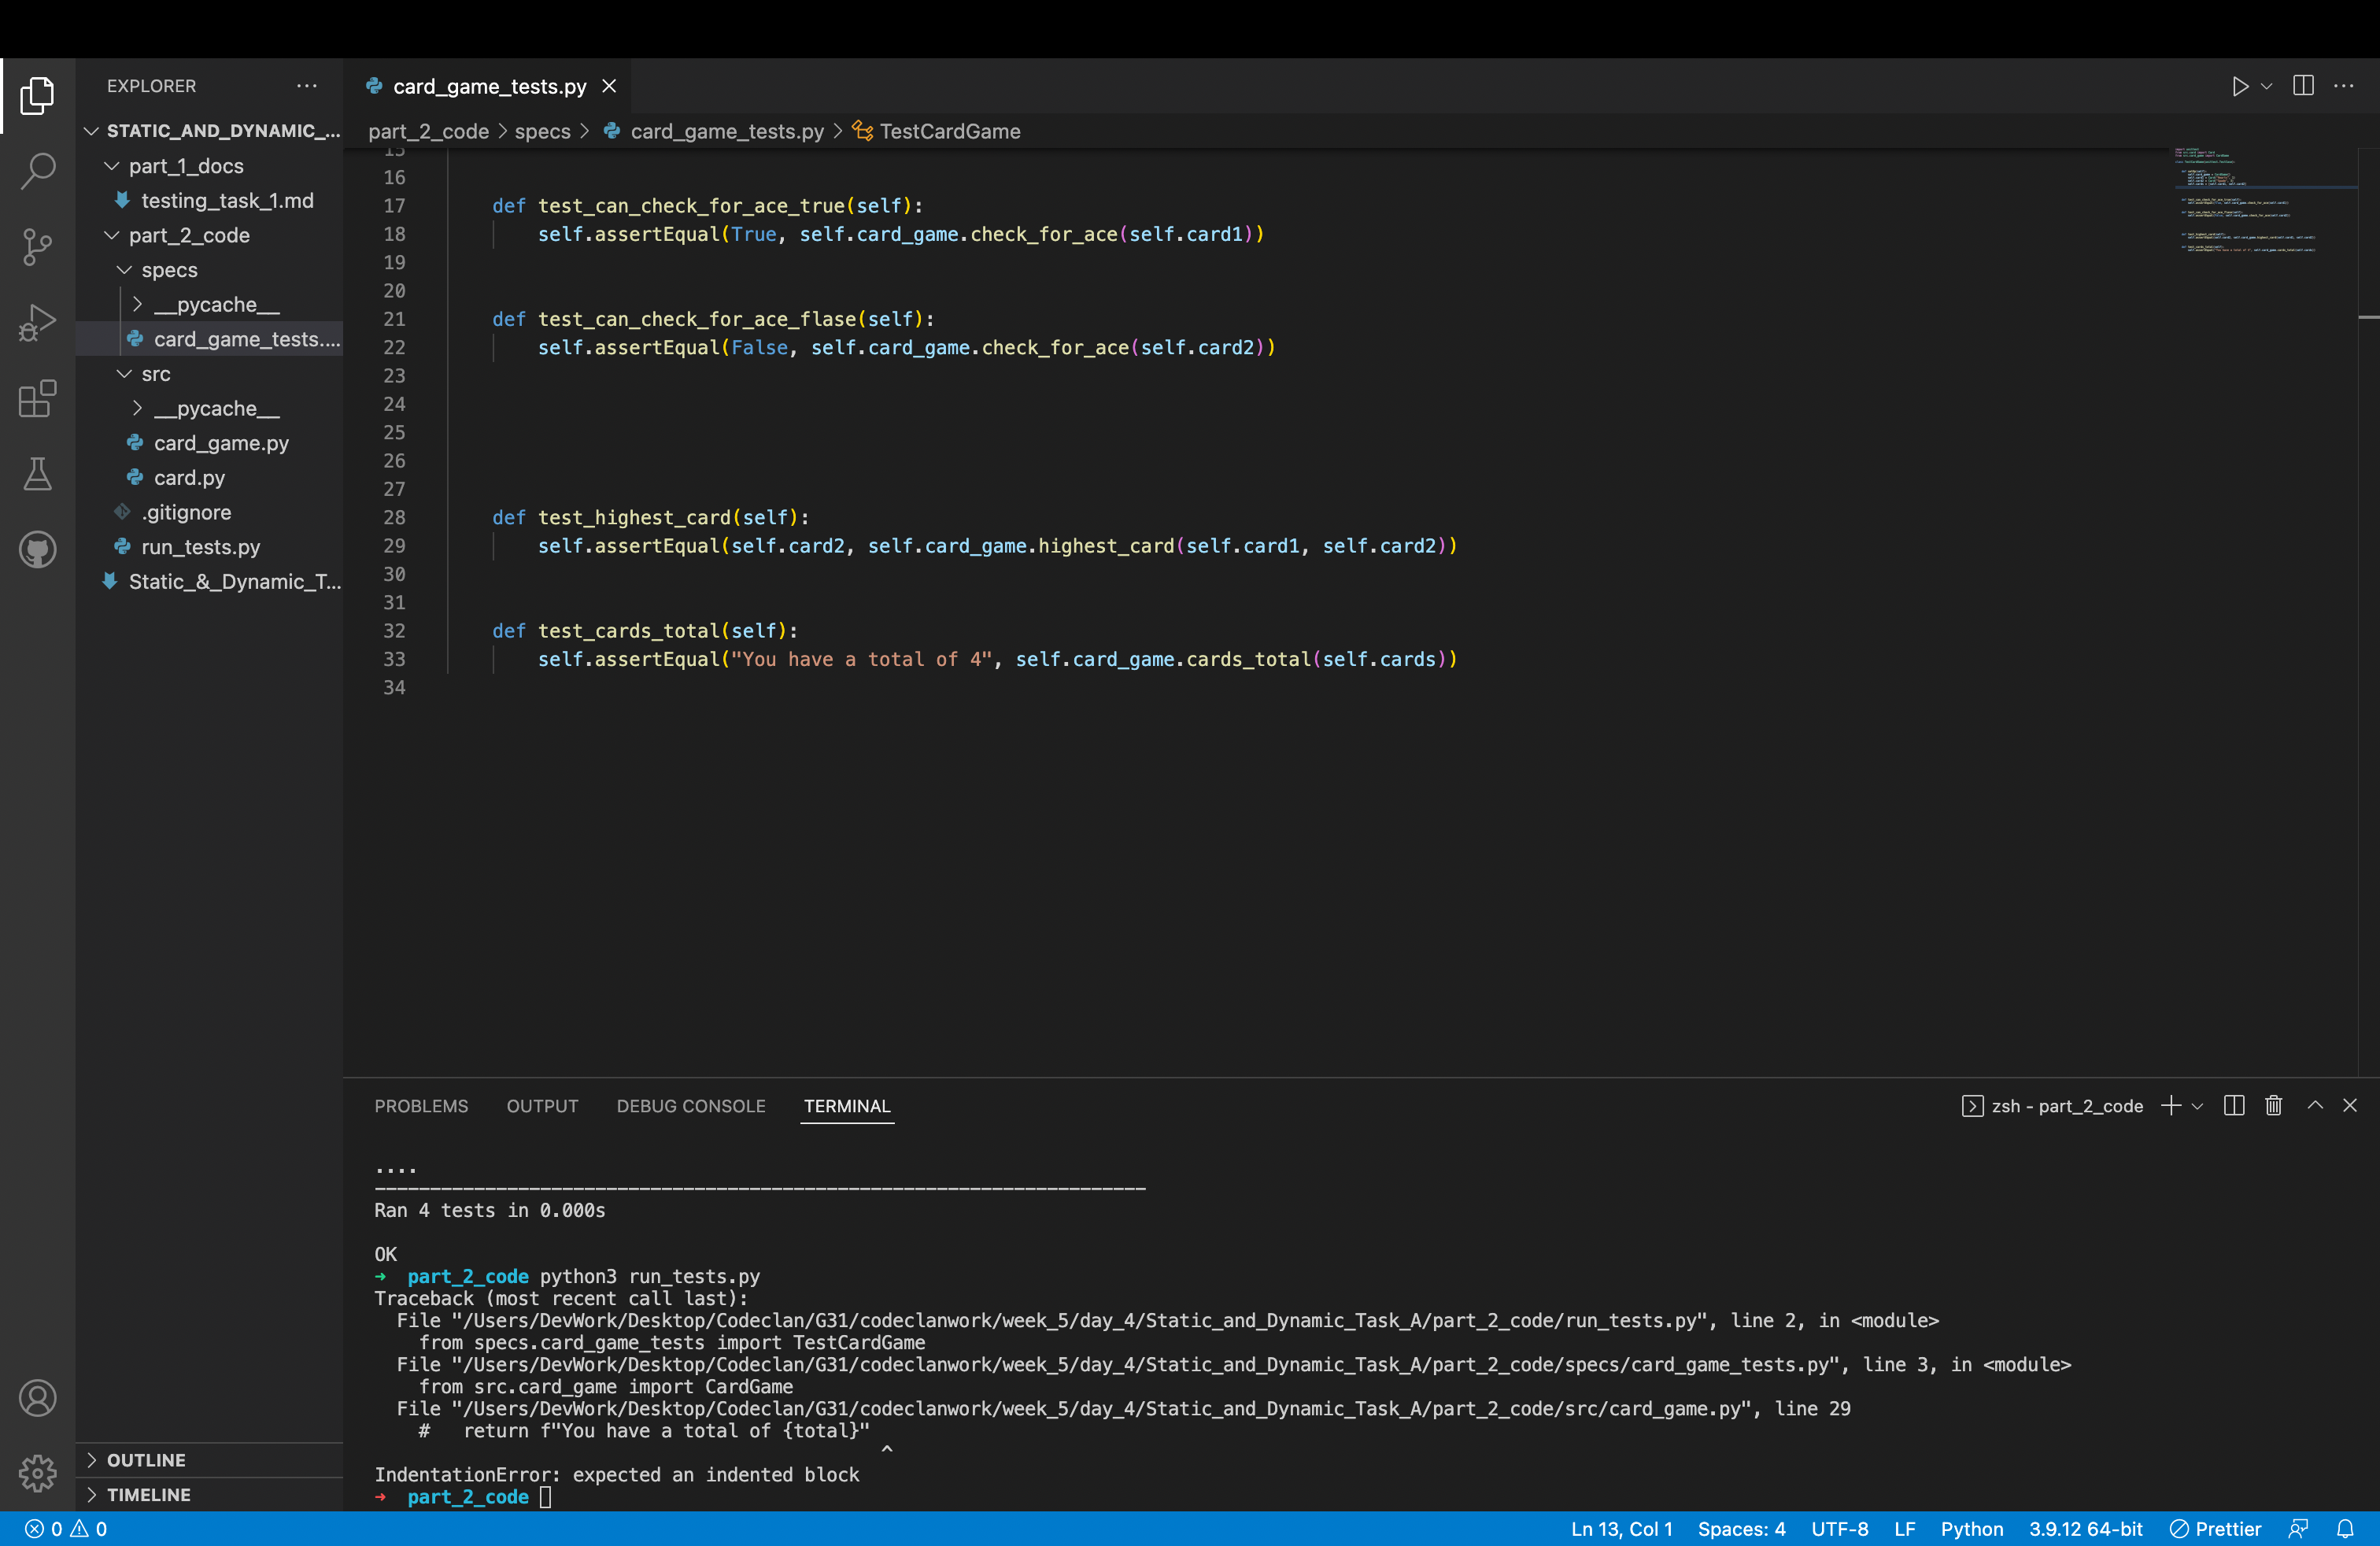 EXPLORER
STATIC_AND_DYNAMIC_...
part_1_docs
testing_task_1.md
part_2_code
specs
__pycache__
card_game_tests....
src
__pycache__
card_game.py
card.py
.gitignore
run_tests.py
Static_&_Dynamic_T...
OUTLINE
TIMELINE
card_game_tests.py
part_2_code > specs > card_game_tests.py > TestCardGame
15
16
17 def test_can_check_for_ace_true(self):
18 self.assertEqual(True, self.card_game.check_for_ace(self.card1))
19
20
21 def test_can_check_for_ace_flase(self):
22 self.assertEqual(False, self.card_game.check_for_ace(self.card2))
23
24
25
26
27
28 def test_highest_card(self):
29 self.assertEqual(self.card2, self.card_game.highest_card(self.card1, self.card2))
30
31
32 def test_cards_total(self):
33 self.assertEqual("You have a total of 4", self.card_game.cards_total(self.cards))
34
PROBLEMS OUTPUT DEBUG CONSOLE TERMINAL
zsh - part_2_code
....
----------------------------------------------------------------------
Ran 4 tests in 0.000s
OK
➜ part_2_code python3 run_tests.py
Traceback (most recent call last):
File "/Users/DevWork/Desktop/Codeclan/G31/codeclanwork/week_5/day_4/Static_and_Dynamic_Task_A/part_2_code/run_tests.py", line 2, in <module>
from specs.card_game_tests import TestCardGame
File "/Users/DevWork/Desktop/Codeclan/G31/codeclanwork/week_5/day_4/Static_and_Dynamic_Task_A/part_2_code/specs/card_game_tests.py", line 3, in <module>
from src.card_game import CardGame
File "/Users/DevWork/Desktop/Codeclan/G31/codeclanwork/week_5/day_4/Static_and_Dynamic_Task_A/part_2_code/src/card_game.py", line 29
# return f"You have a total of {total}"
^
IndentationError: expected an indented block
➜ part_2_code
0 0
Ln 13, Col 1 Spaces: 4 UTF-8 LF Python 3.9.12 64-bit Prettier